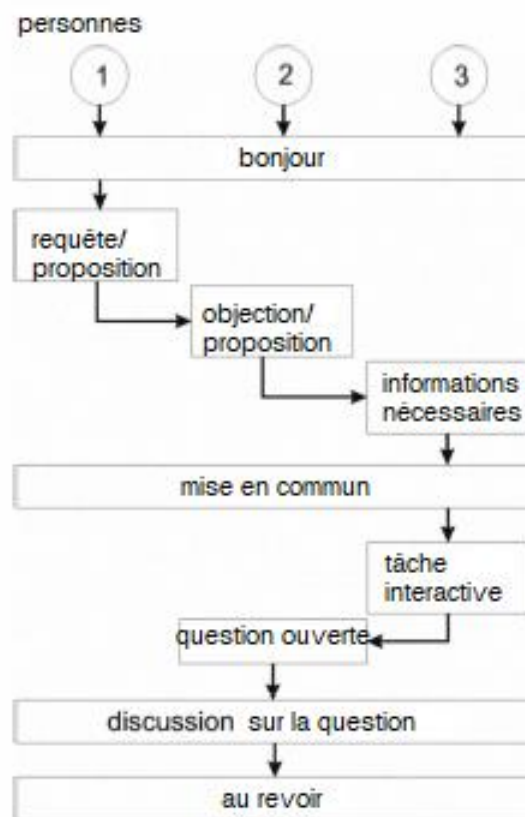 personnes
1 2 3
bonjour
requête/
proposition
objection/
proposition
informations
nécessaires
mise en commun
tâche
interactive
question ouverte
discussion sur la question
au revoir